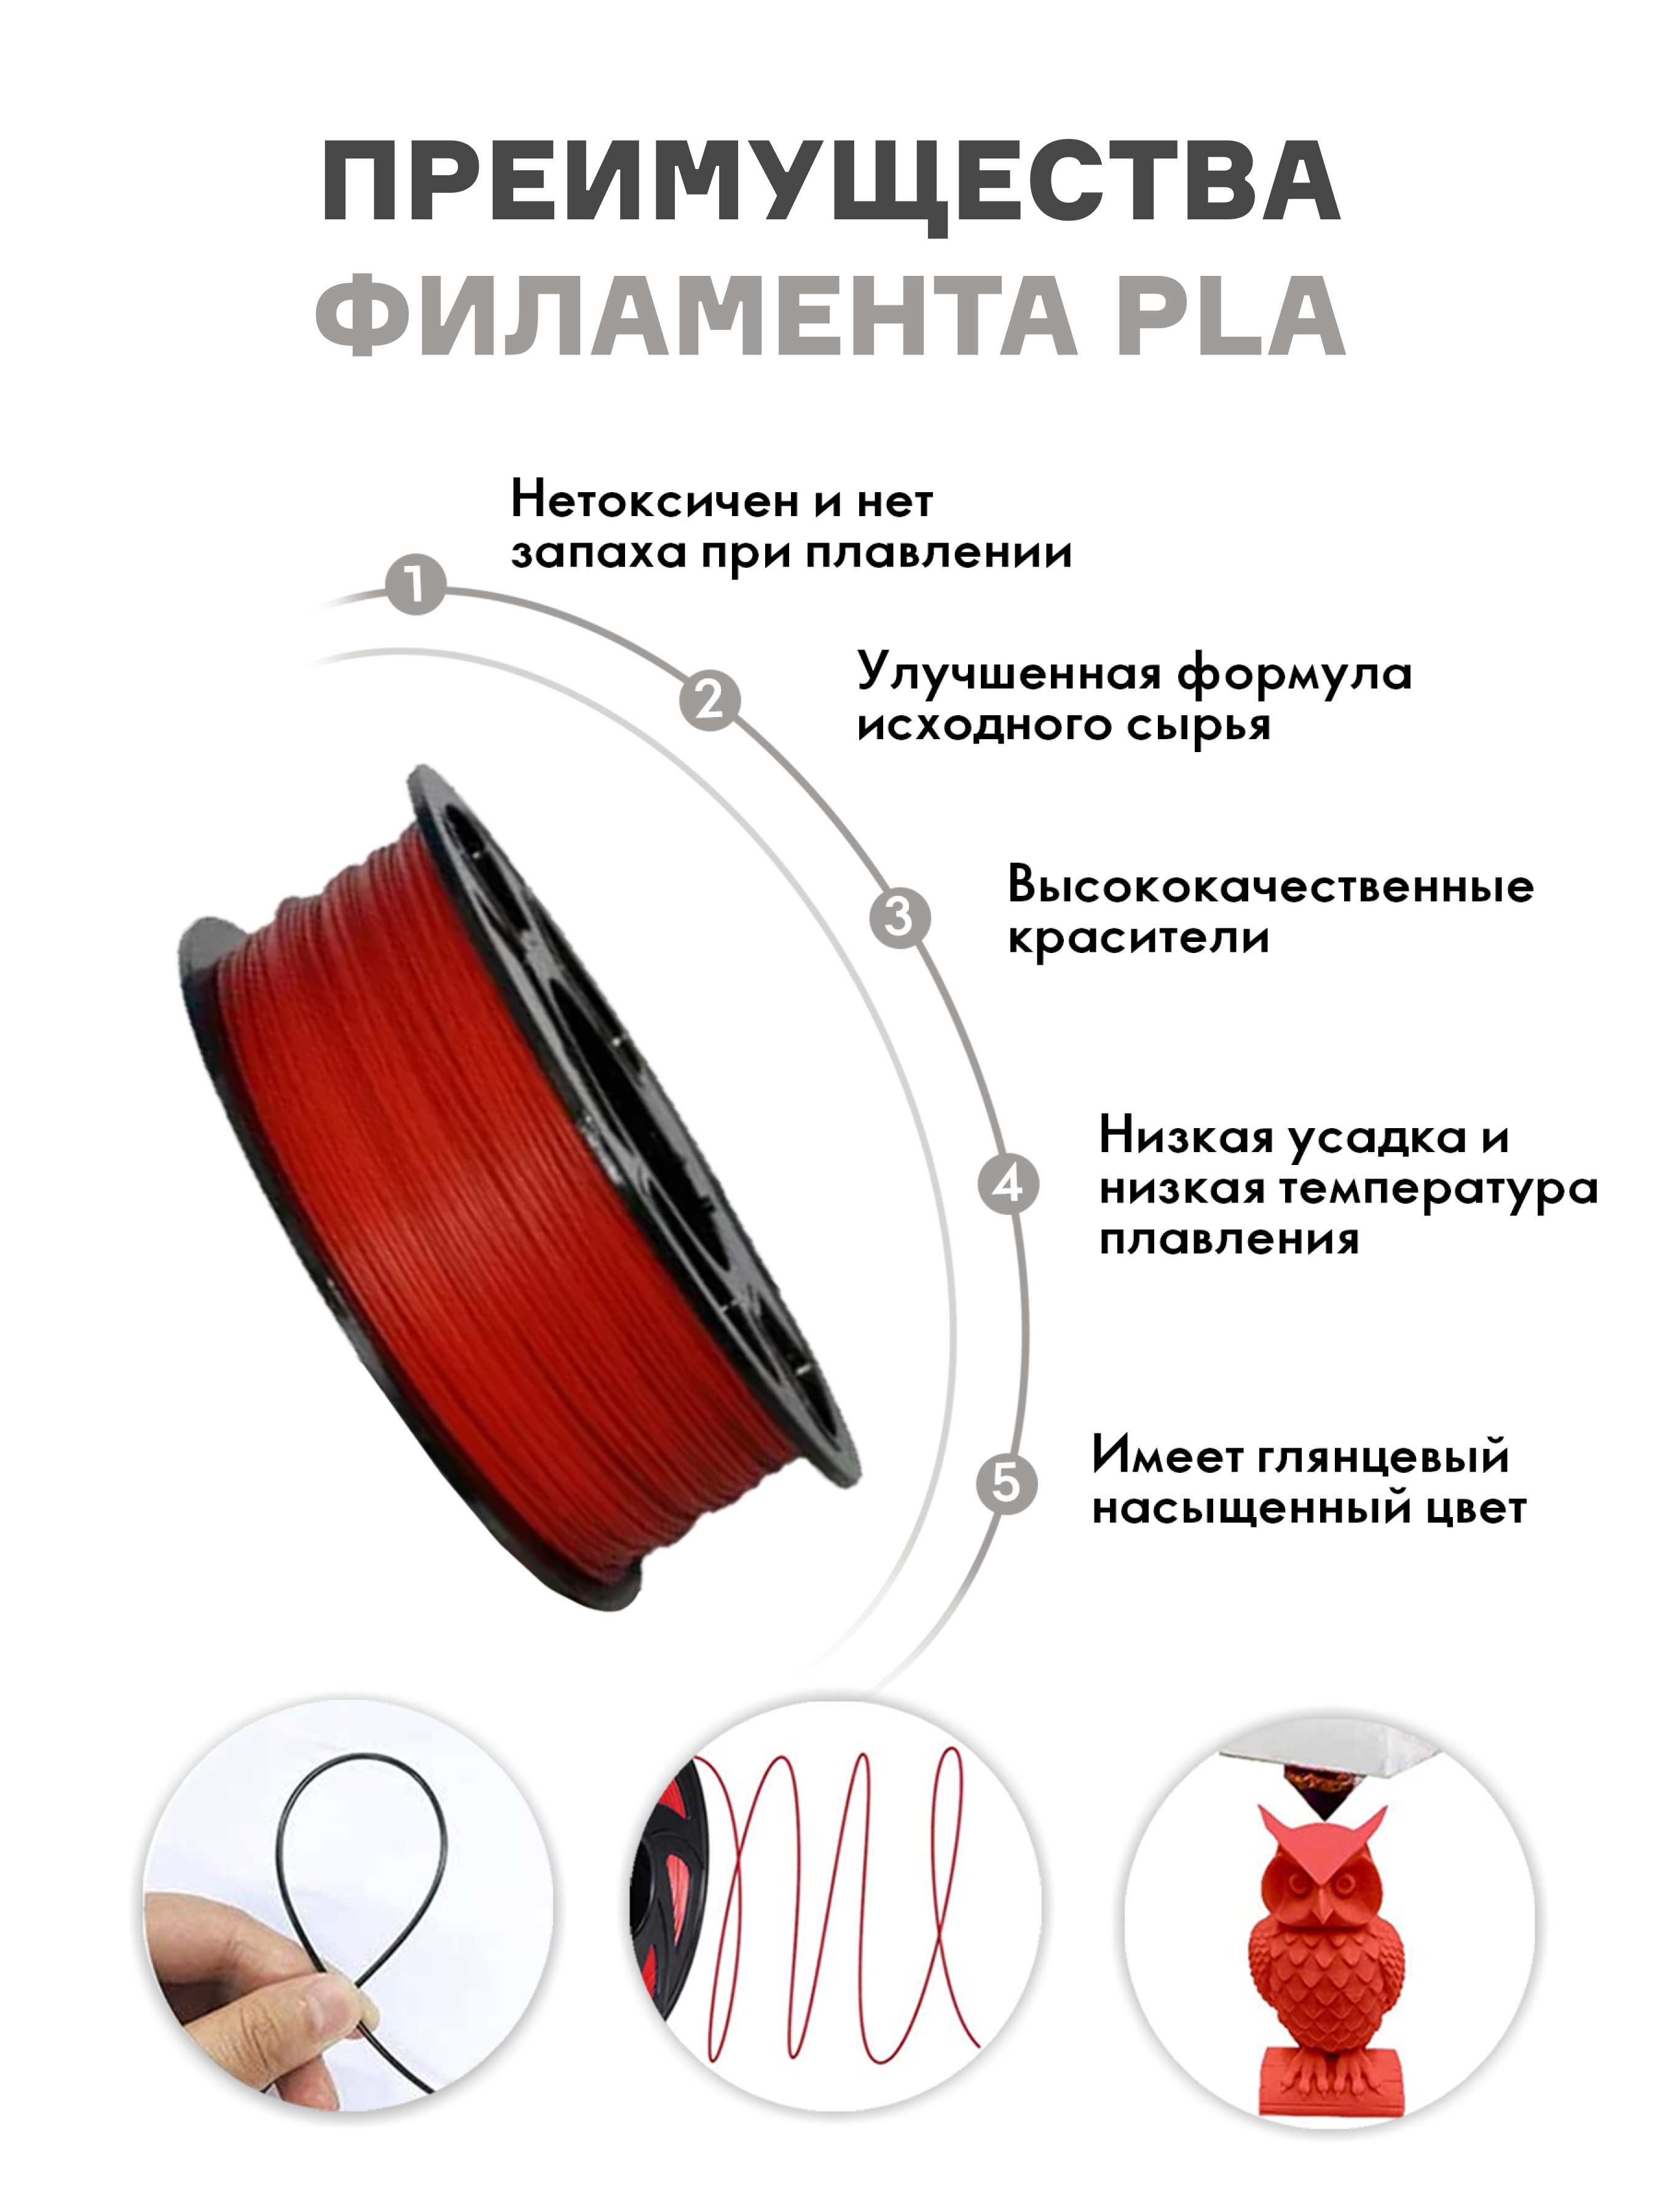 ПРЕИМУЩЕСТВА
ФИЛАМЕНТА PLA
1
Нетоксичен и нет
запаха при плавлении
2
Улучшенная формула
исходного сырья
3
Высококачественные
красители
4
Низкая усадка и
низкая температура
плавления
5
Имеет глянцевый
насыщенный цвет